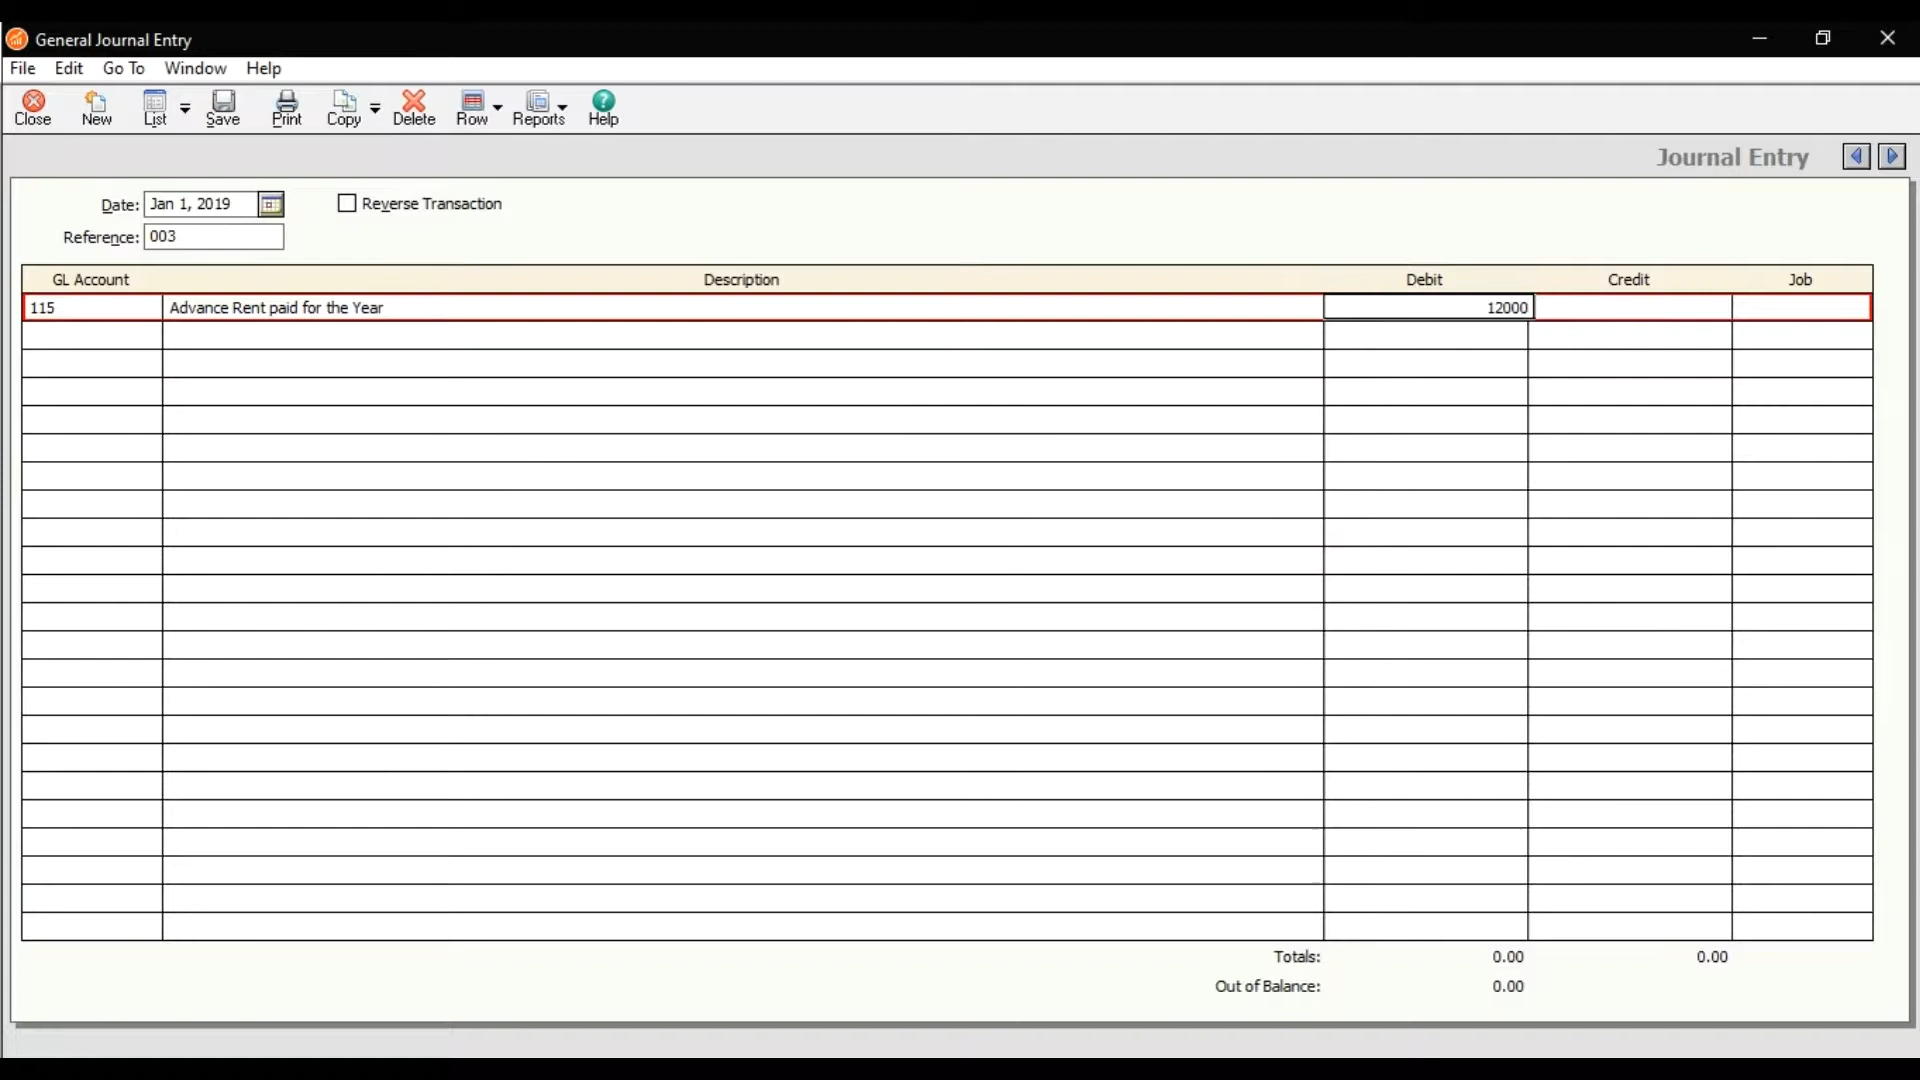 General Journal Entry
File Edit Go To Window Help
Close New List Save Print Copy Delete Row Reports Help
Journal Entry
Date: Jan 1, 2019 Reverse Transaction
Reference: 003
GL Account Description Debit Credit Job
115 Advance Rent paid for the Year 12000
Totals: 0.00 0.00
Out of Balance: 0.00